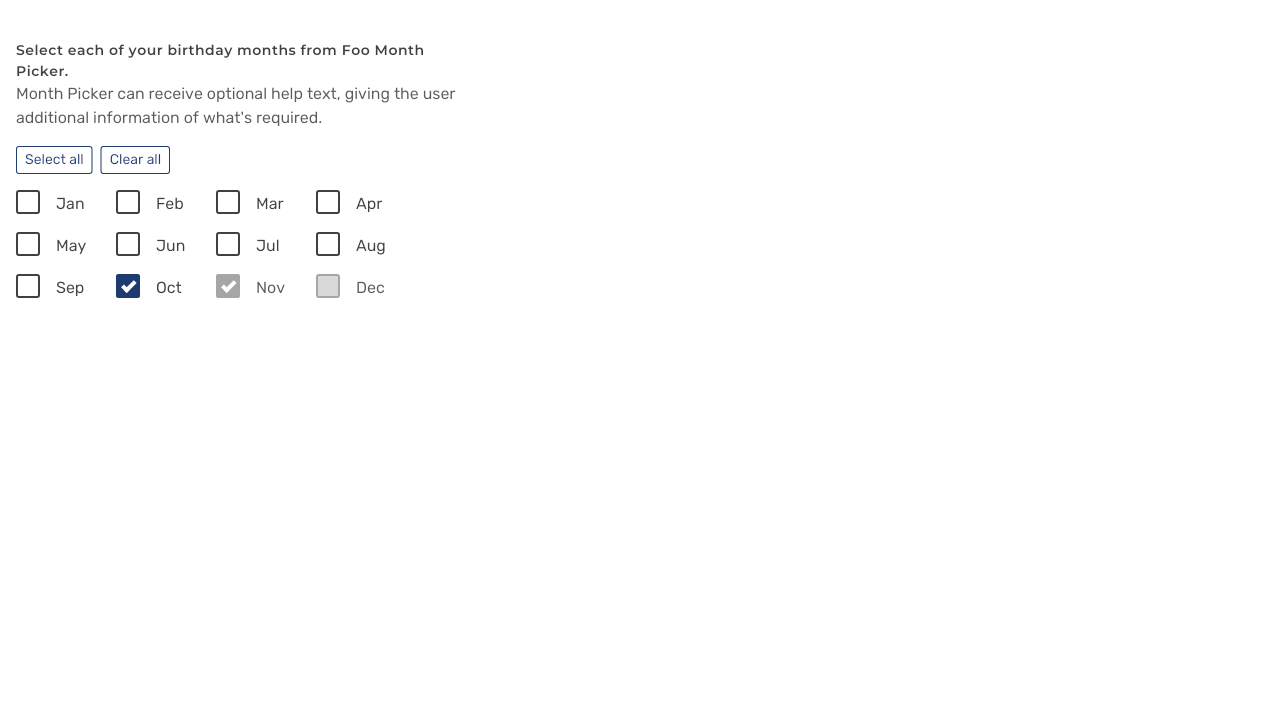 Select each of your birthday months from Foo Month
Picker.
Month Picker can receive optional help text, giving the user
additional information of what's required.
Select all Clear all
Jan Feb Mar Apr
May Jun Jul Aug
Sep Oct Nov Dec